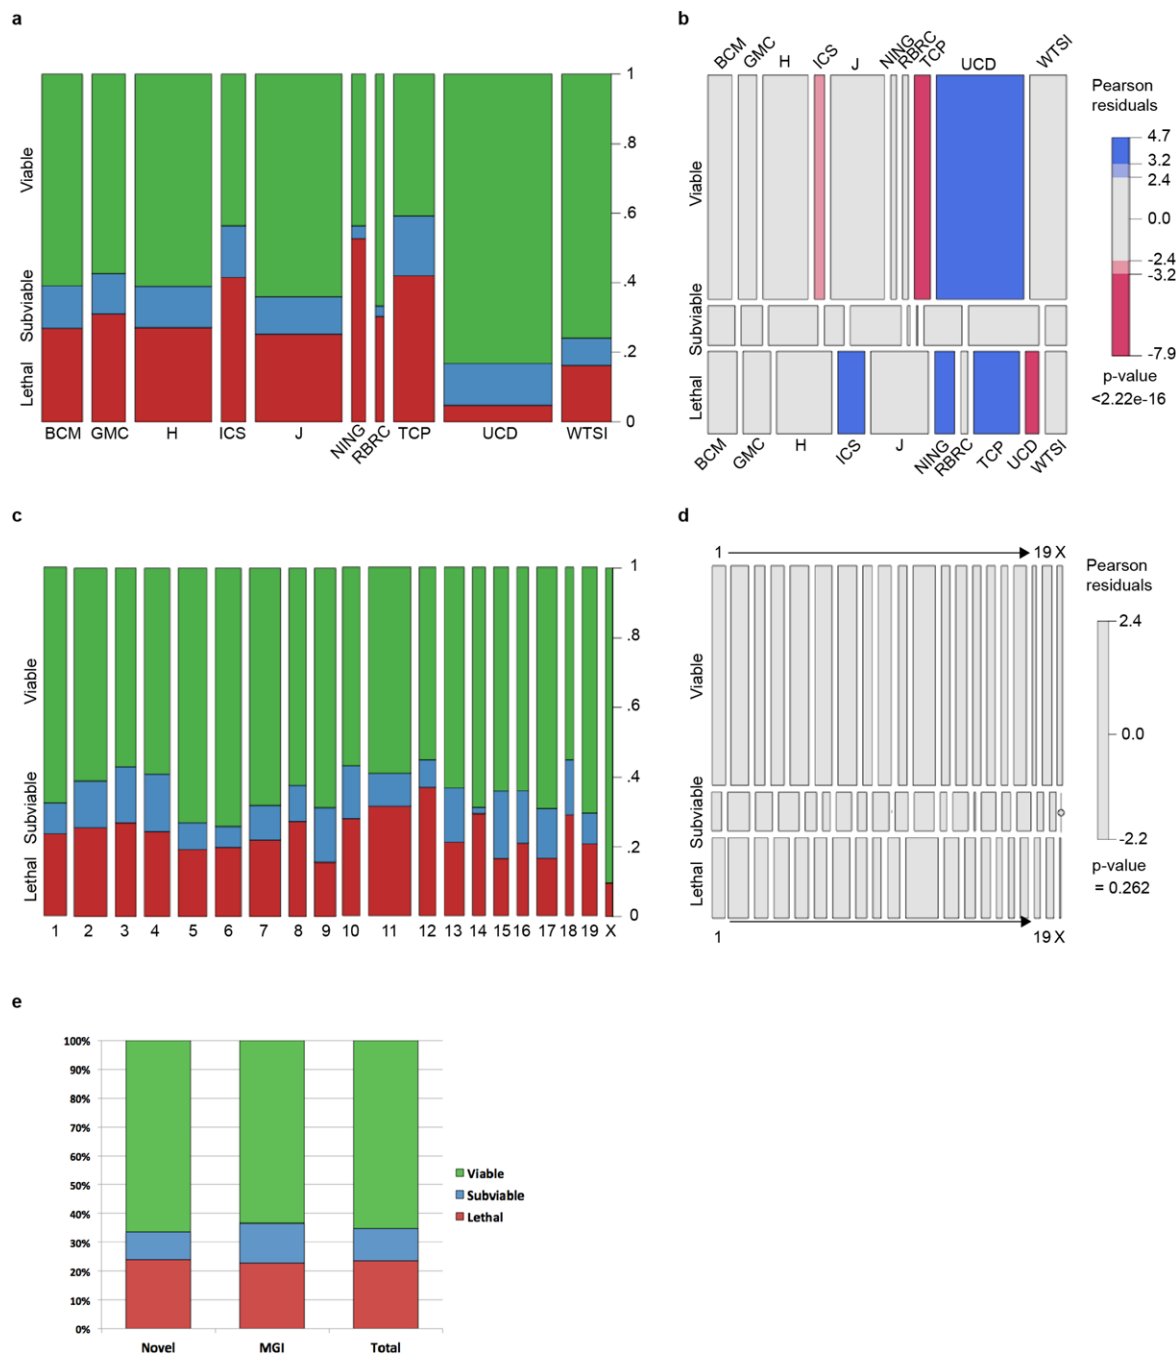 a
Viable
Subviable
Lethal
1
.8
.6
.4
.2
0
BCM GMC H ICS J NING RBRC TCP UCD WTSI
b
BCM GMC H ICS J NING RBRC TCP UCD WTSI
Viable
Subviable
Lethal
BCM GMC H ICS J NING RBRC TCP UCD WTSI
Pearson
residuals
4.7
3.2
2.4
0.0
-2.4
-3.2
-7.9
p-value
<2.22e-16
c
Viable
Subviable
Lethal
1
.8
.6
.4
.2
0
1 2 3 4 5 6 7 8 9 10 11 12 13 14 15 16 17 18 19 X
d
1 19 X
Viable
Subviable
Lethal
1 19 X
Pearson
residuals
2.4
0.0
-2.2
p-value
= 0.262
e
100%
90%
80%
70%
60%
50%
40%
30%
20%
10%
0%
Novel MGI Total
Viable
Subviable
Lethal